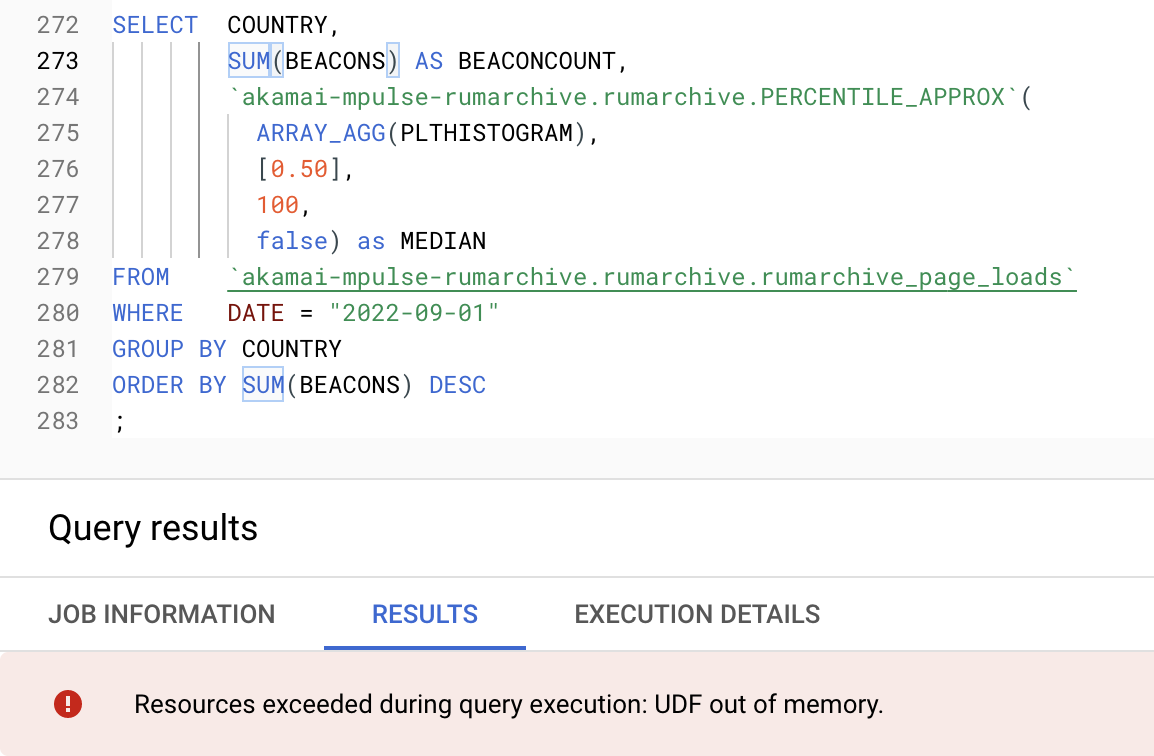 272 SELECT COUNTRY,
273 SUM(BEACONS) AS BEACONCOUNT,
274 `akamai-mpulse-rumarchive.rumarchive.PERCENTILE_APPROX`(
275 ARRAY_AGG(PLTHISTOGRAM),
276 [0.50],
277 100,
278 false) as MEDIAN
279 FROM `akamai-mpulse-rumarchive.rumarchive.rumarchive_page_loads`
280 WHERE DATE = "2022-09-01"
281 GROUP BY COUNTRY
282 ORDER BY SUM(BEACONS) DESC
283 ;
Query results
JOB INFORMATION RESULTS EXECUTION DETAILS
Resources exceeded during query execution: UDF out of memory.